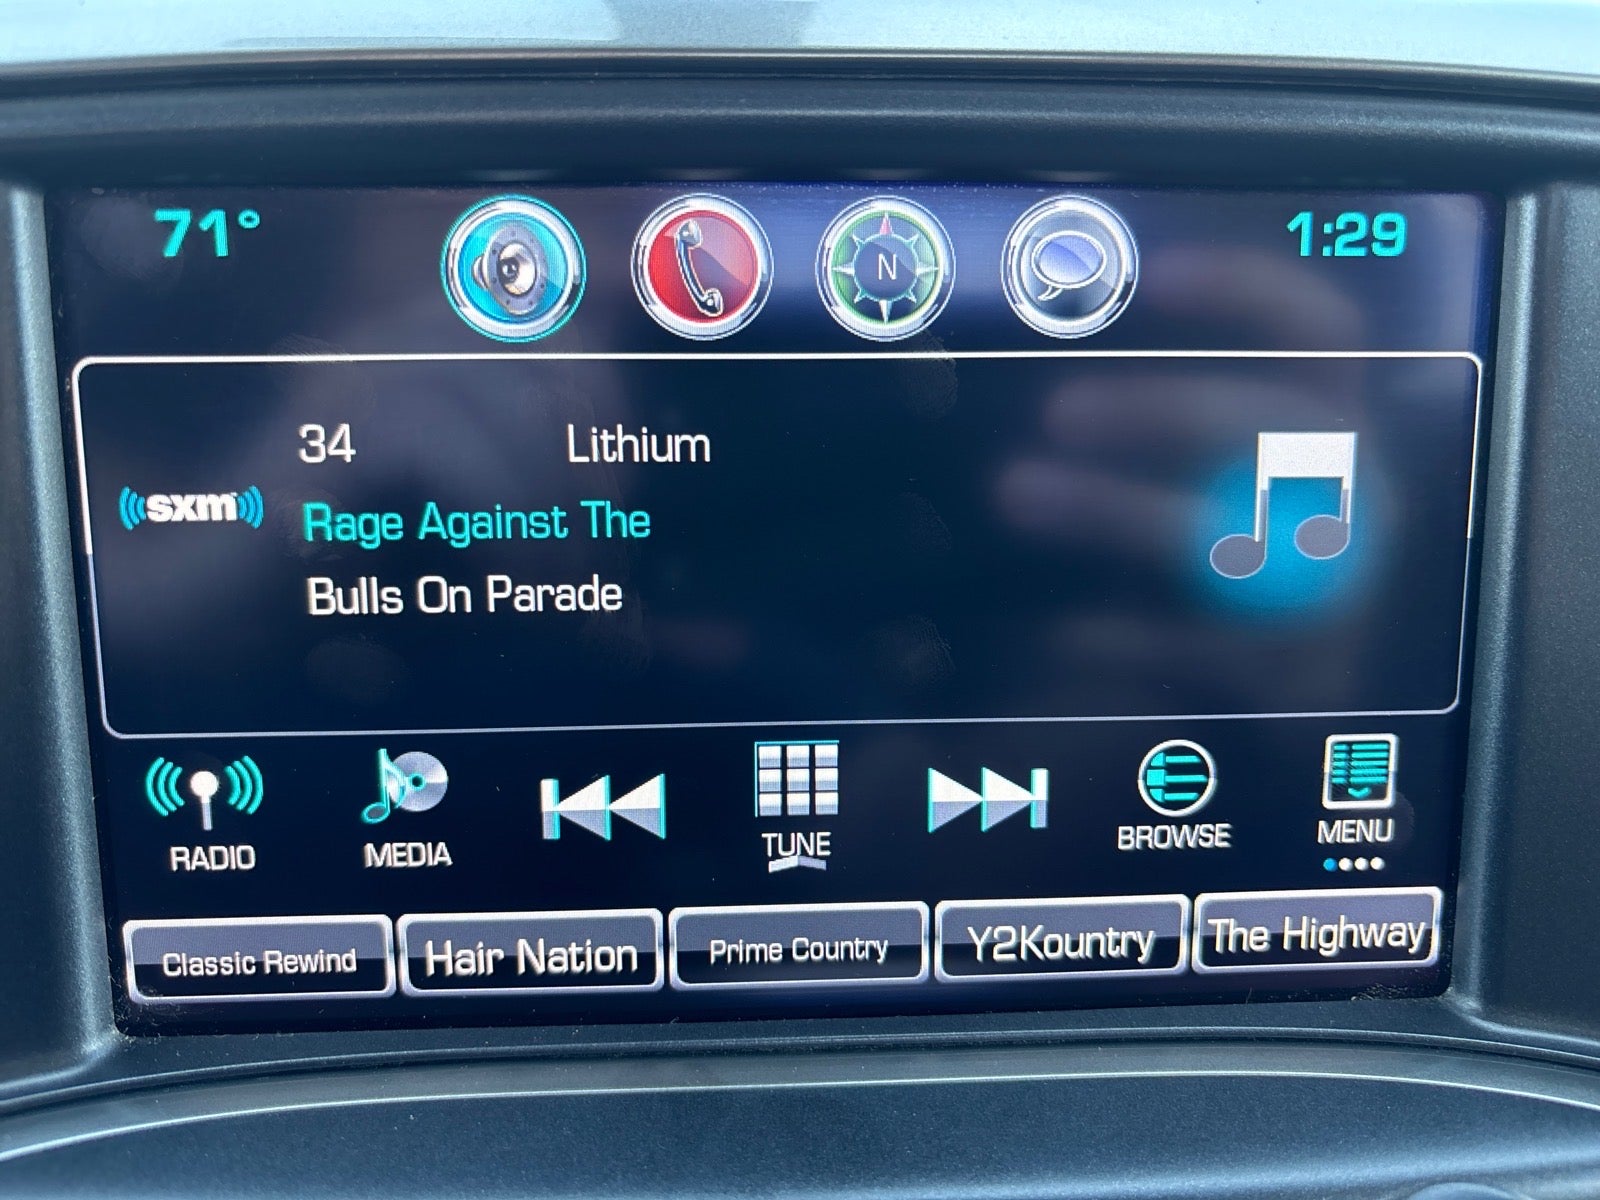 71°
N
1:29
34 Lithium
sxm
Rage Against The
Bulls On Parade
RADIO
MEDIA
TUNE
BROWSE
MENU
Classic Rewind
Hair Nation
Prime Country
Y2Kountry
The Highway